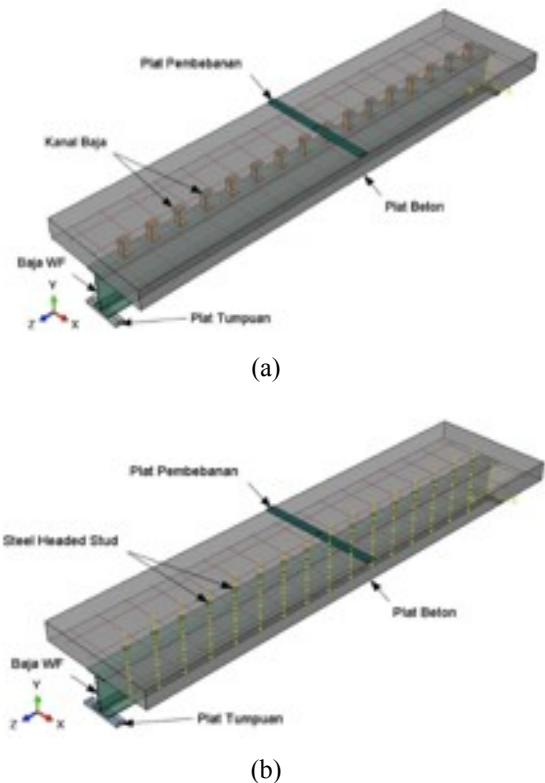 Plat Pembebanan
Kanal Baja
Plat Beton
Baja WF
Plat Tumpuan
Y
Z
X
(a)
Plat Pembebanan
Steel Headed Stud
Plat Beton
Baja WF
Plat Tumpuan
Y
Z
X
(b)